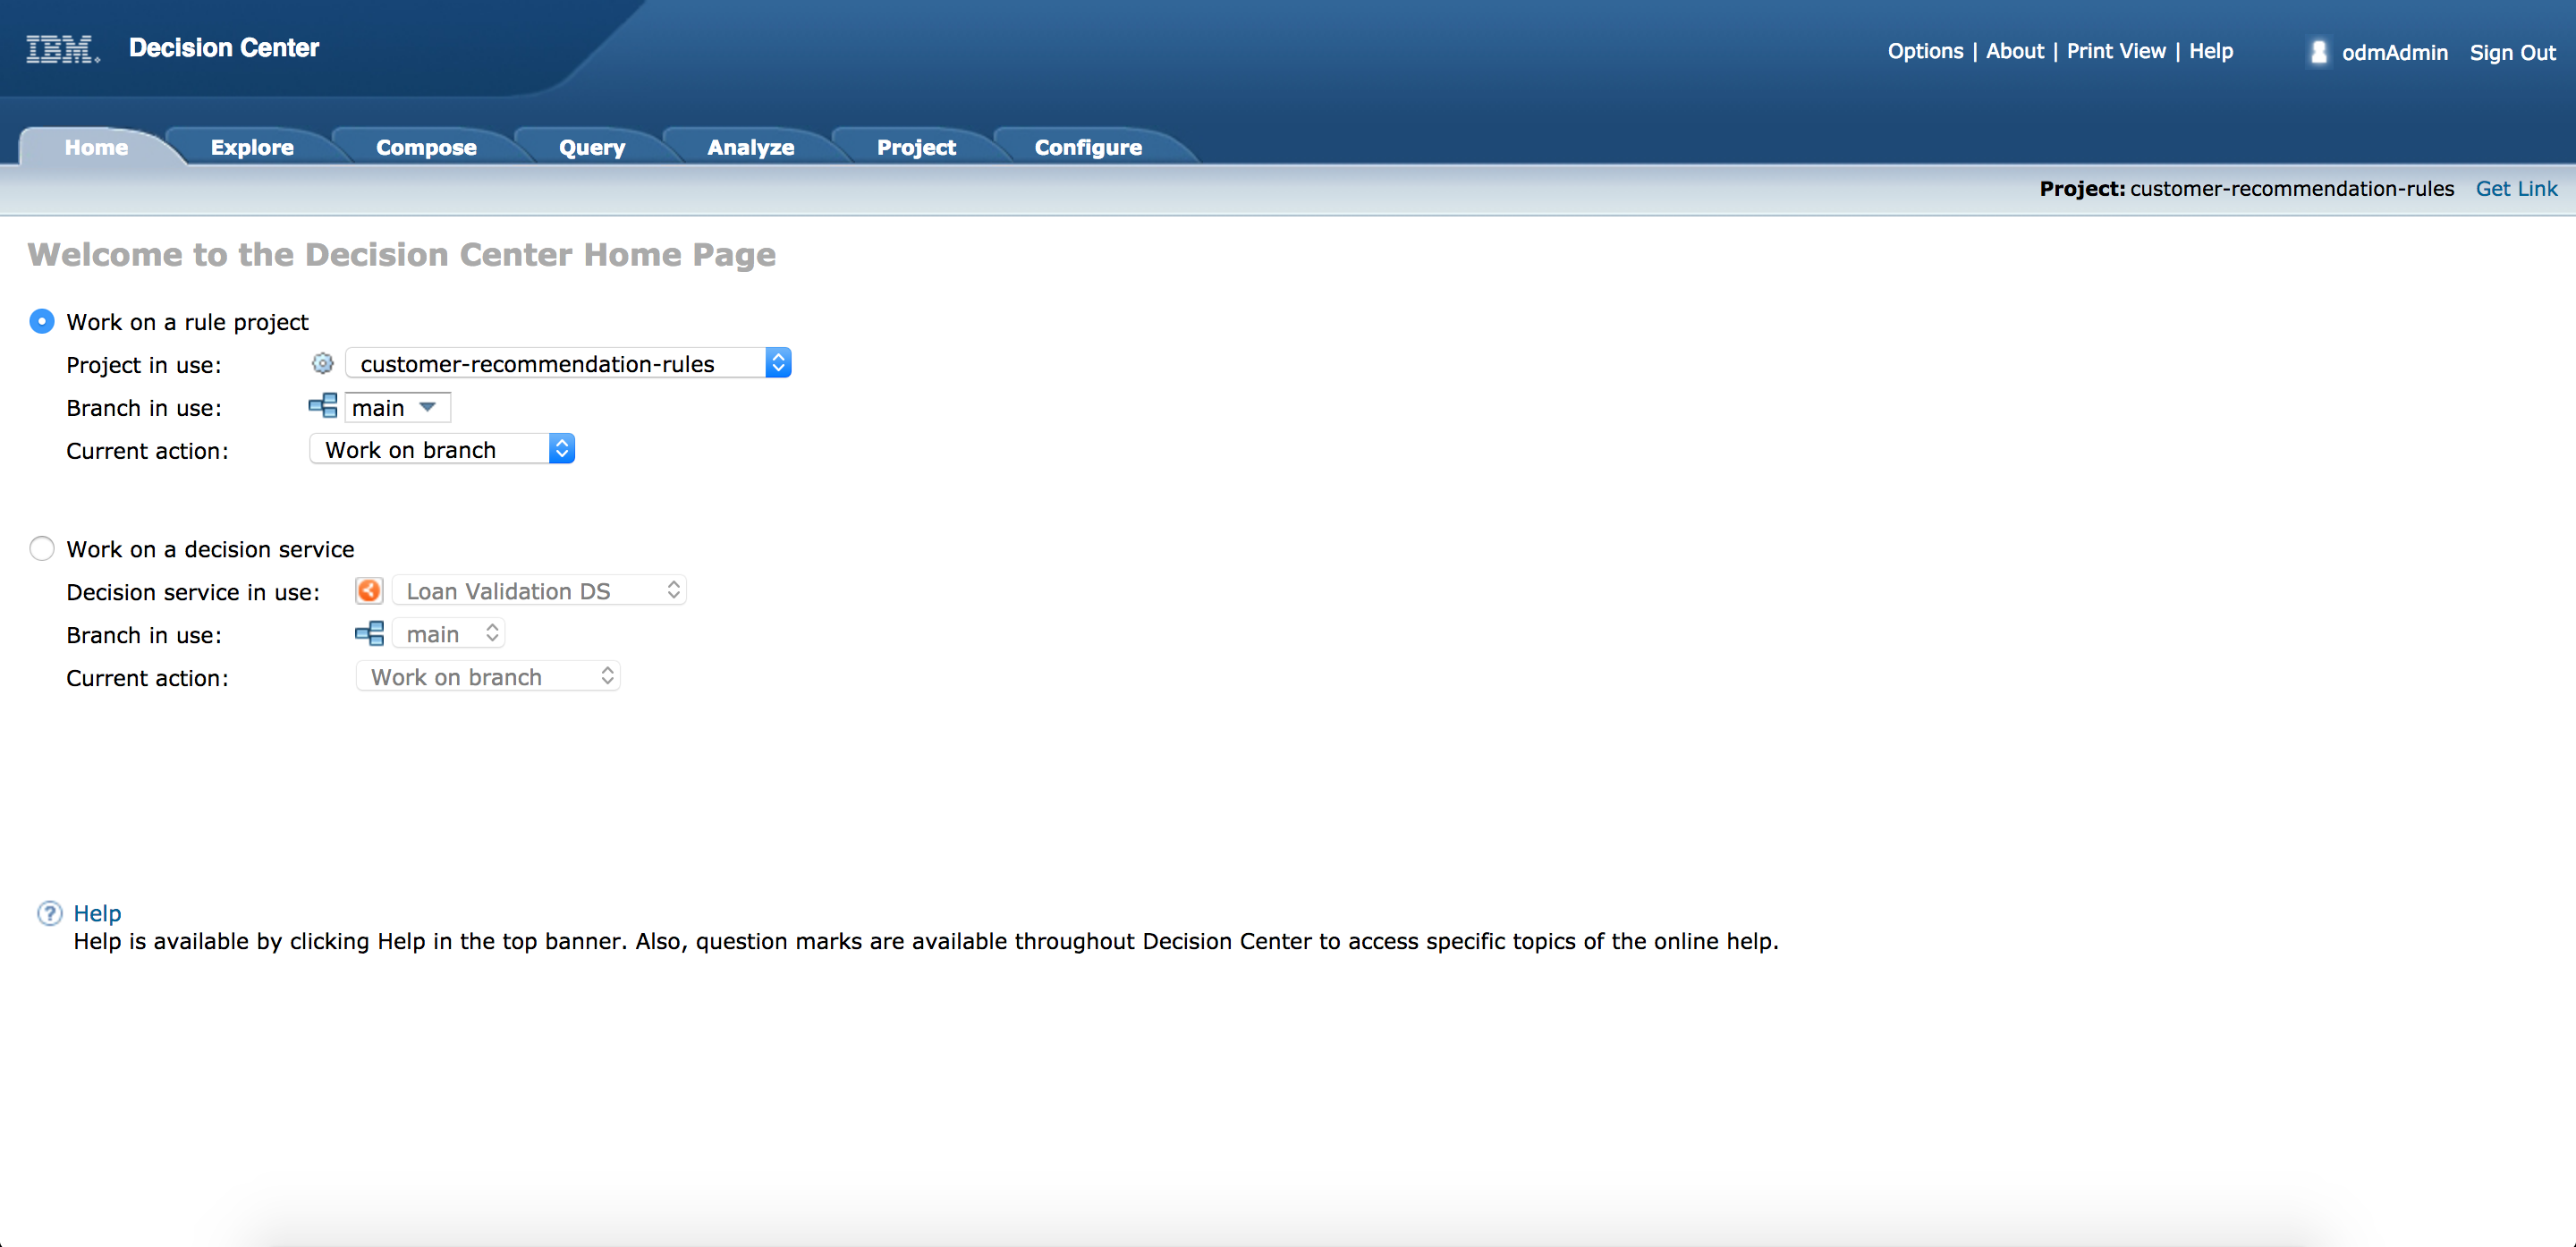 IBM. Decision Center
Options | About | Print View | Help odmAdmin Sign Out
Home Explore Compose Query Analyze Project Configure
Project: customer-recommendation-rules Get Link
Welcome to the Decision Center Home Page
Work on a rule project
Project in use: customer-recommendation-rules
Branch in use: main
Current action: Work on branch
Work on a decision service
Decision service in use: Loan Validation DS
Branch in use: main
Current action: Work on branch
? Help
Help is available by clicking Help in the top banner. Also, question marks are available throughout Decision Center to access specific topics of the online help.